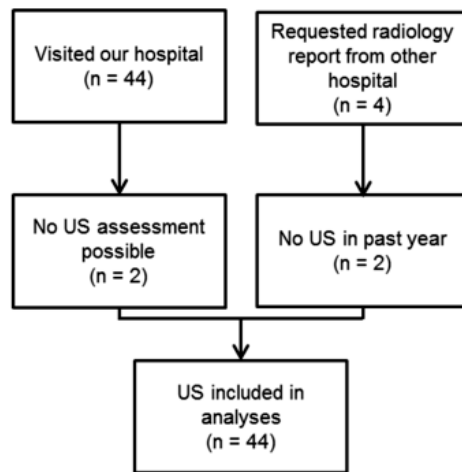 Visited our hospital
(n = 44)
Requested radiology
report from other
hospital
(n = 4)
No US assessment
possible
(n = 2)
No US in past year
(n = 2)
US included in
analyses
(n = 44)